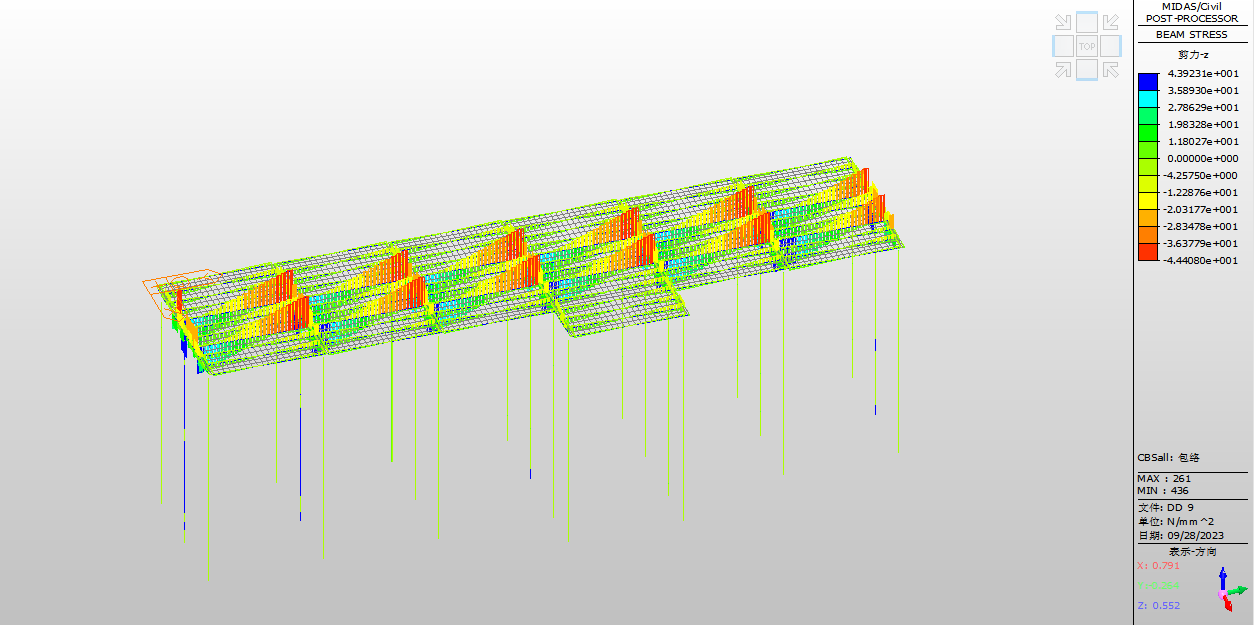 TOP
MIDAS/Civil
POST-PROCESSOR
BEAM STRESS
剪力-z
4.39231e+001
3.58930e+001
2.78629e+001
1.98328e+001
1.18027e+001
0.00000e+000
-4.25750e+000
-1.22876e+001
-2.03177e+001
-2.83478e+001
-3.63779e+001
-4.44080e+001
CBSall: 包络
MAX : 261
MIN : 436
文件: DD 9
单位: N/mm^2
日期: 09/28/2023
表示-方向
X: 0.791
Z: 0.552